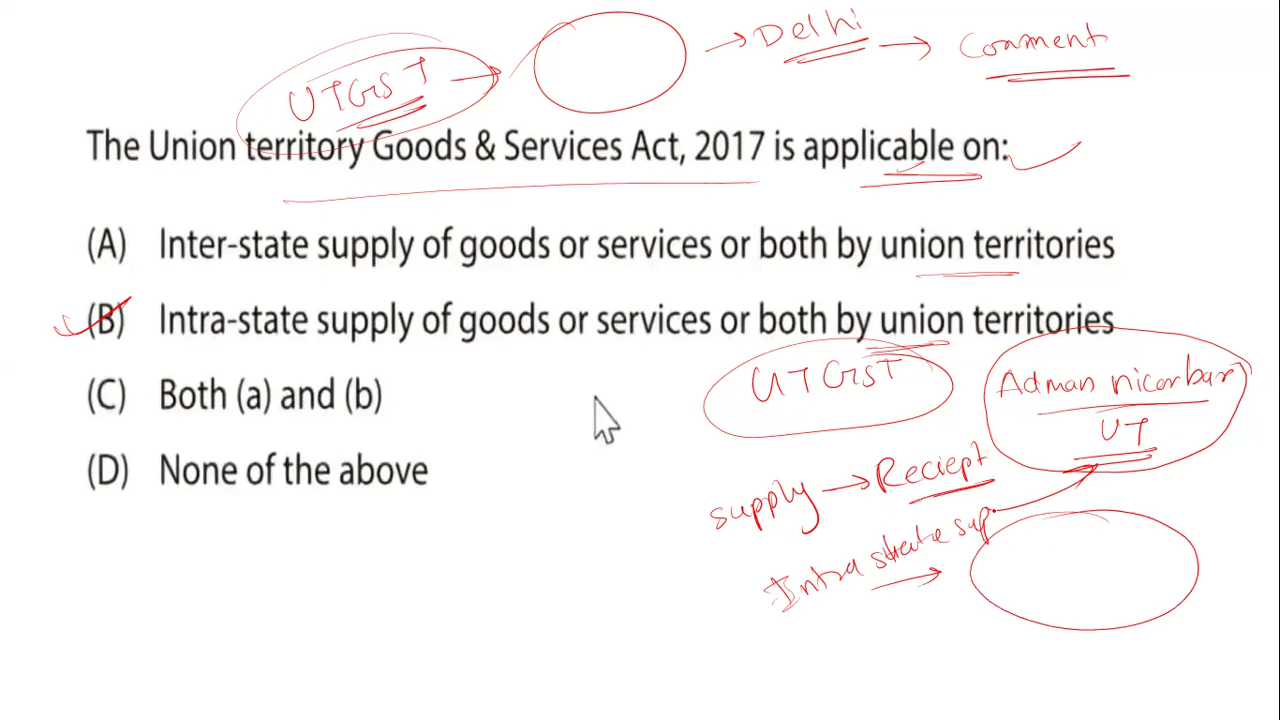 UTGST → → Delhi → Comment
The Union territory Goods & Services Act, 2017 is applicable on:
(A) Inter-state supply of goods or services or both by union territories
(B) Intra-state supply of goods or services or both by union territories
UTGST
Adman nicorbar
UT
(C) Both (a) and (b)
(D) None of the above
supply → Reciept
Intra state sup